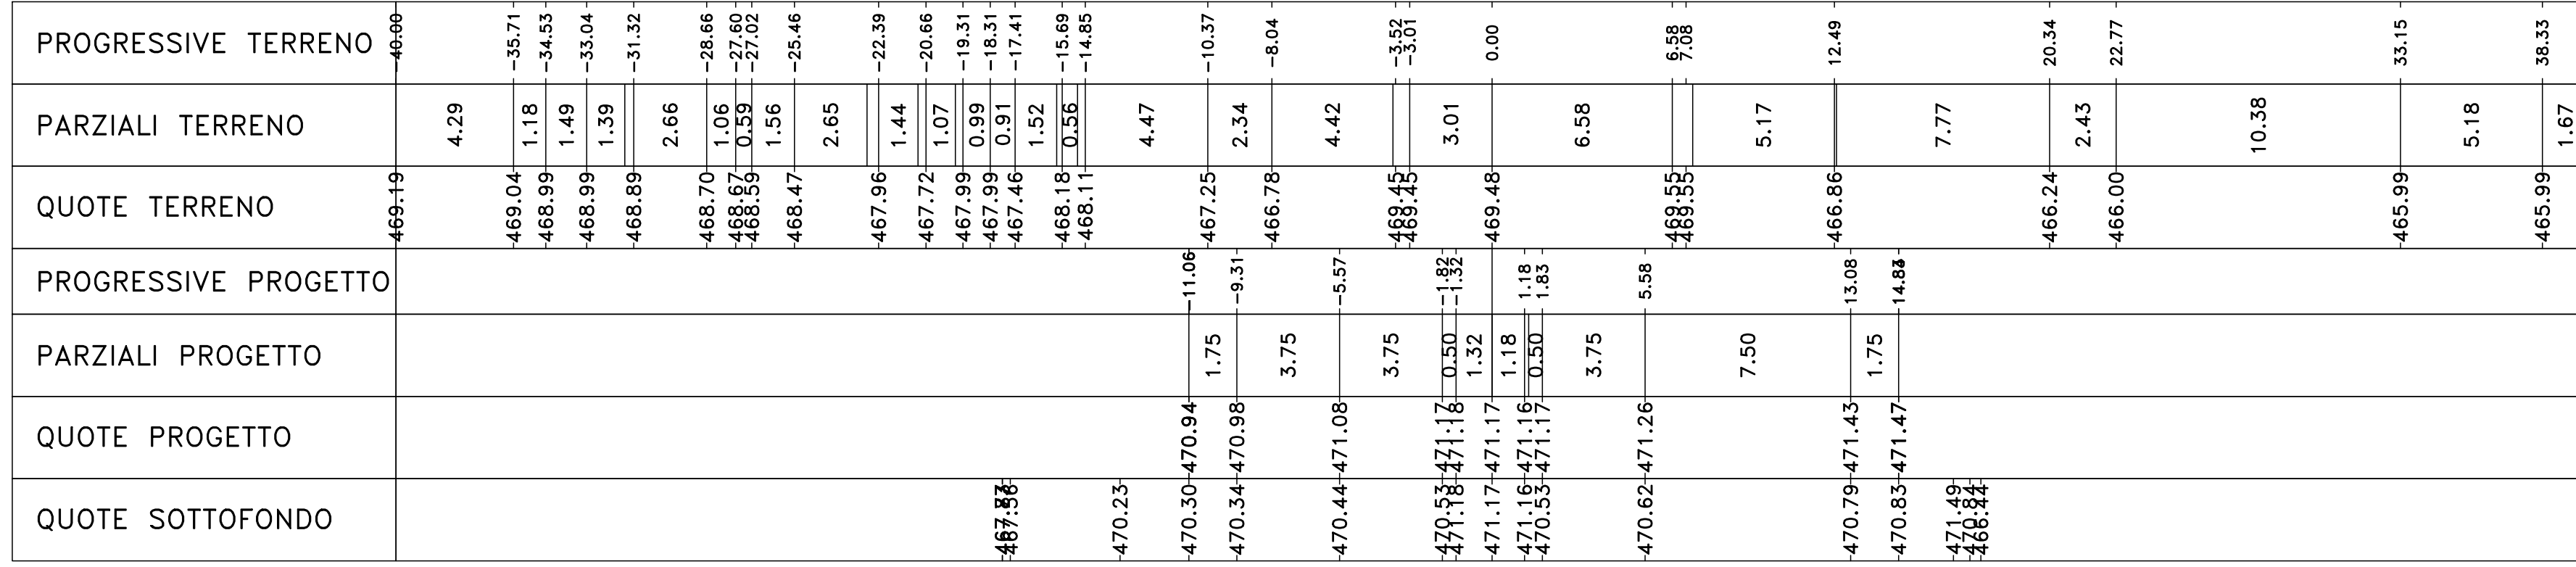 PROGRESSIVE TERRENO -40.00 -35.71 -34.53 -33.04 -31.32 -28.66 -27.60 -27.02 -25.46 -22.39 -20.66 -19.31 -18.31 -17.41 -15.69 -14.85 -10.37 -8.04 -3.52 -3.01 0.00 6.58 7.08 12.49 20.34 22.77 33.15 38.33
PARZIALI TERRENO 4.29 1.18 1.49 1.39 2.66 1.06 0.59 1.56 2.65 1.44 1.07 0.99 0.91 1.52 0.56 4.47 2.34 4.42 3.01 6.58 5.17 7.77 2.43 10.38 5.18 1.67
QUOTE TERRENO 469.19 469.04 468.99 468.99 468.89 468.70 468.67 468.59 468.47 467.96 467.72 467.99 467.99 467.46 468.18 468.11 467.25 466.78 469.45 469.45 469.48 469.55 469.55 466.86 466.24 466.00 465.99 465.99
PROGRESSIVE PROGETTO -11.06 -9.31 -5.57 -1.82 -1.32 1.18 1.83 5.58 13.08
PARZIALI PROGETTO 1.75 3.75 3.75 0.50 1.32 1.18 0.50 3.75 7.50 1.75
QUOTE PROGETTO 470.94 470.98 471.08 471.17 471.18 471.17 471.16 471.17 471.26 471.43 471.47
QUOTE SOTTOFONDO 470.23 470.30 470.34 470.44 470.53 471.18 471.17 471.16 470.53 470.62 470.79 470.83 471.49 470.84 466.44